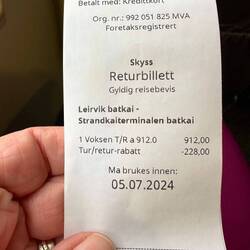 Betalt med: Kredittkort
Org. nr.: 992 051 825 MVA
Foretaksregistrert
Skyss
Returbillett
Gyldig reisebevis
Leirvik batkai -
Strandkaiterminalen batkai
1 Voksen T/R a 912.0 912,00
Tur/retur-rabatt -228,00
Ma brukes innen:
05.07.2024